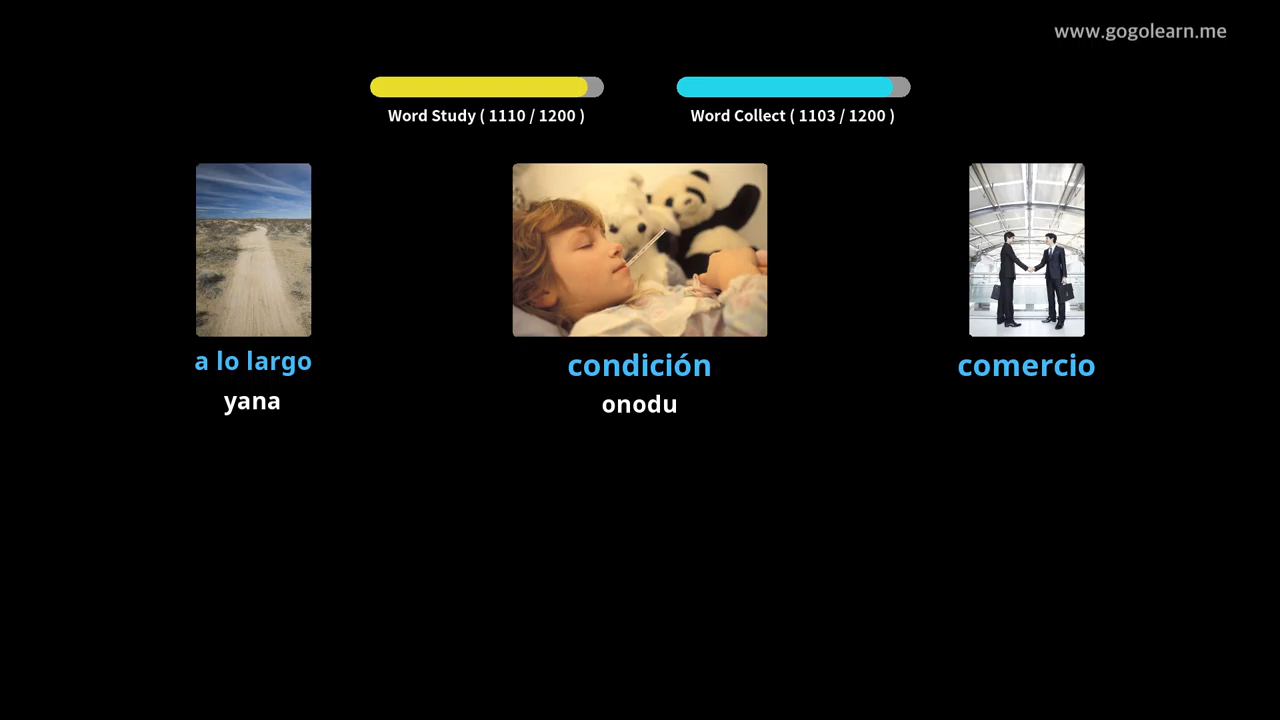 www.gogolearn.me
Word Study ( 1110 / 1200 )
Word Collect ( 1103 / 1200 )
a lo largo
yana
condición
onodu
comercio